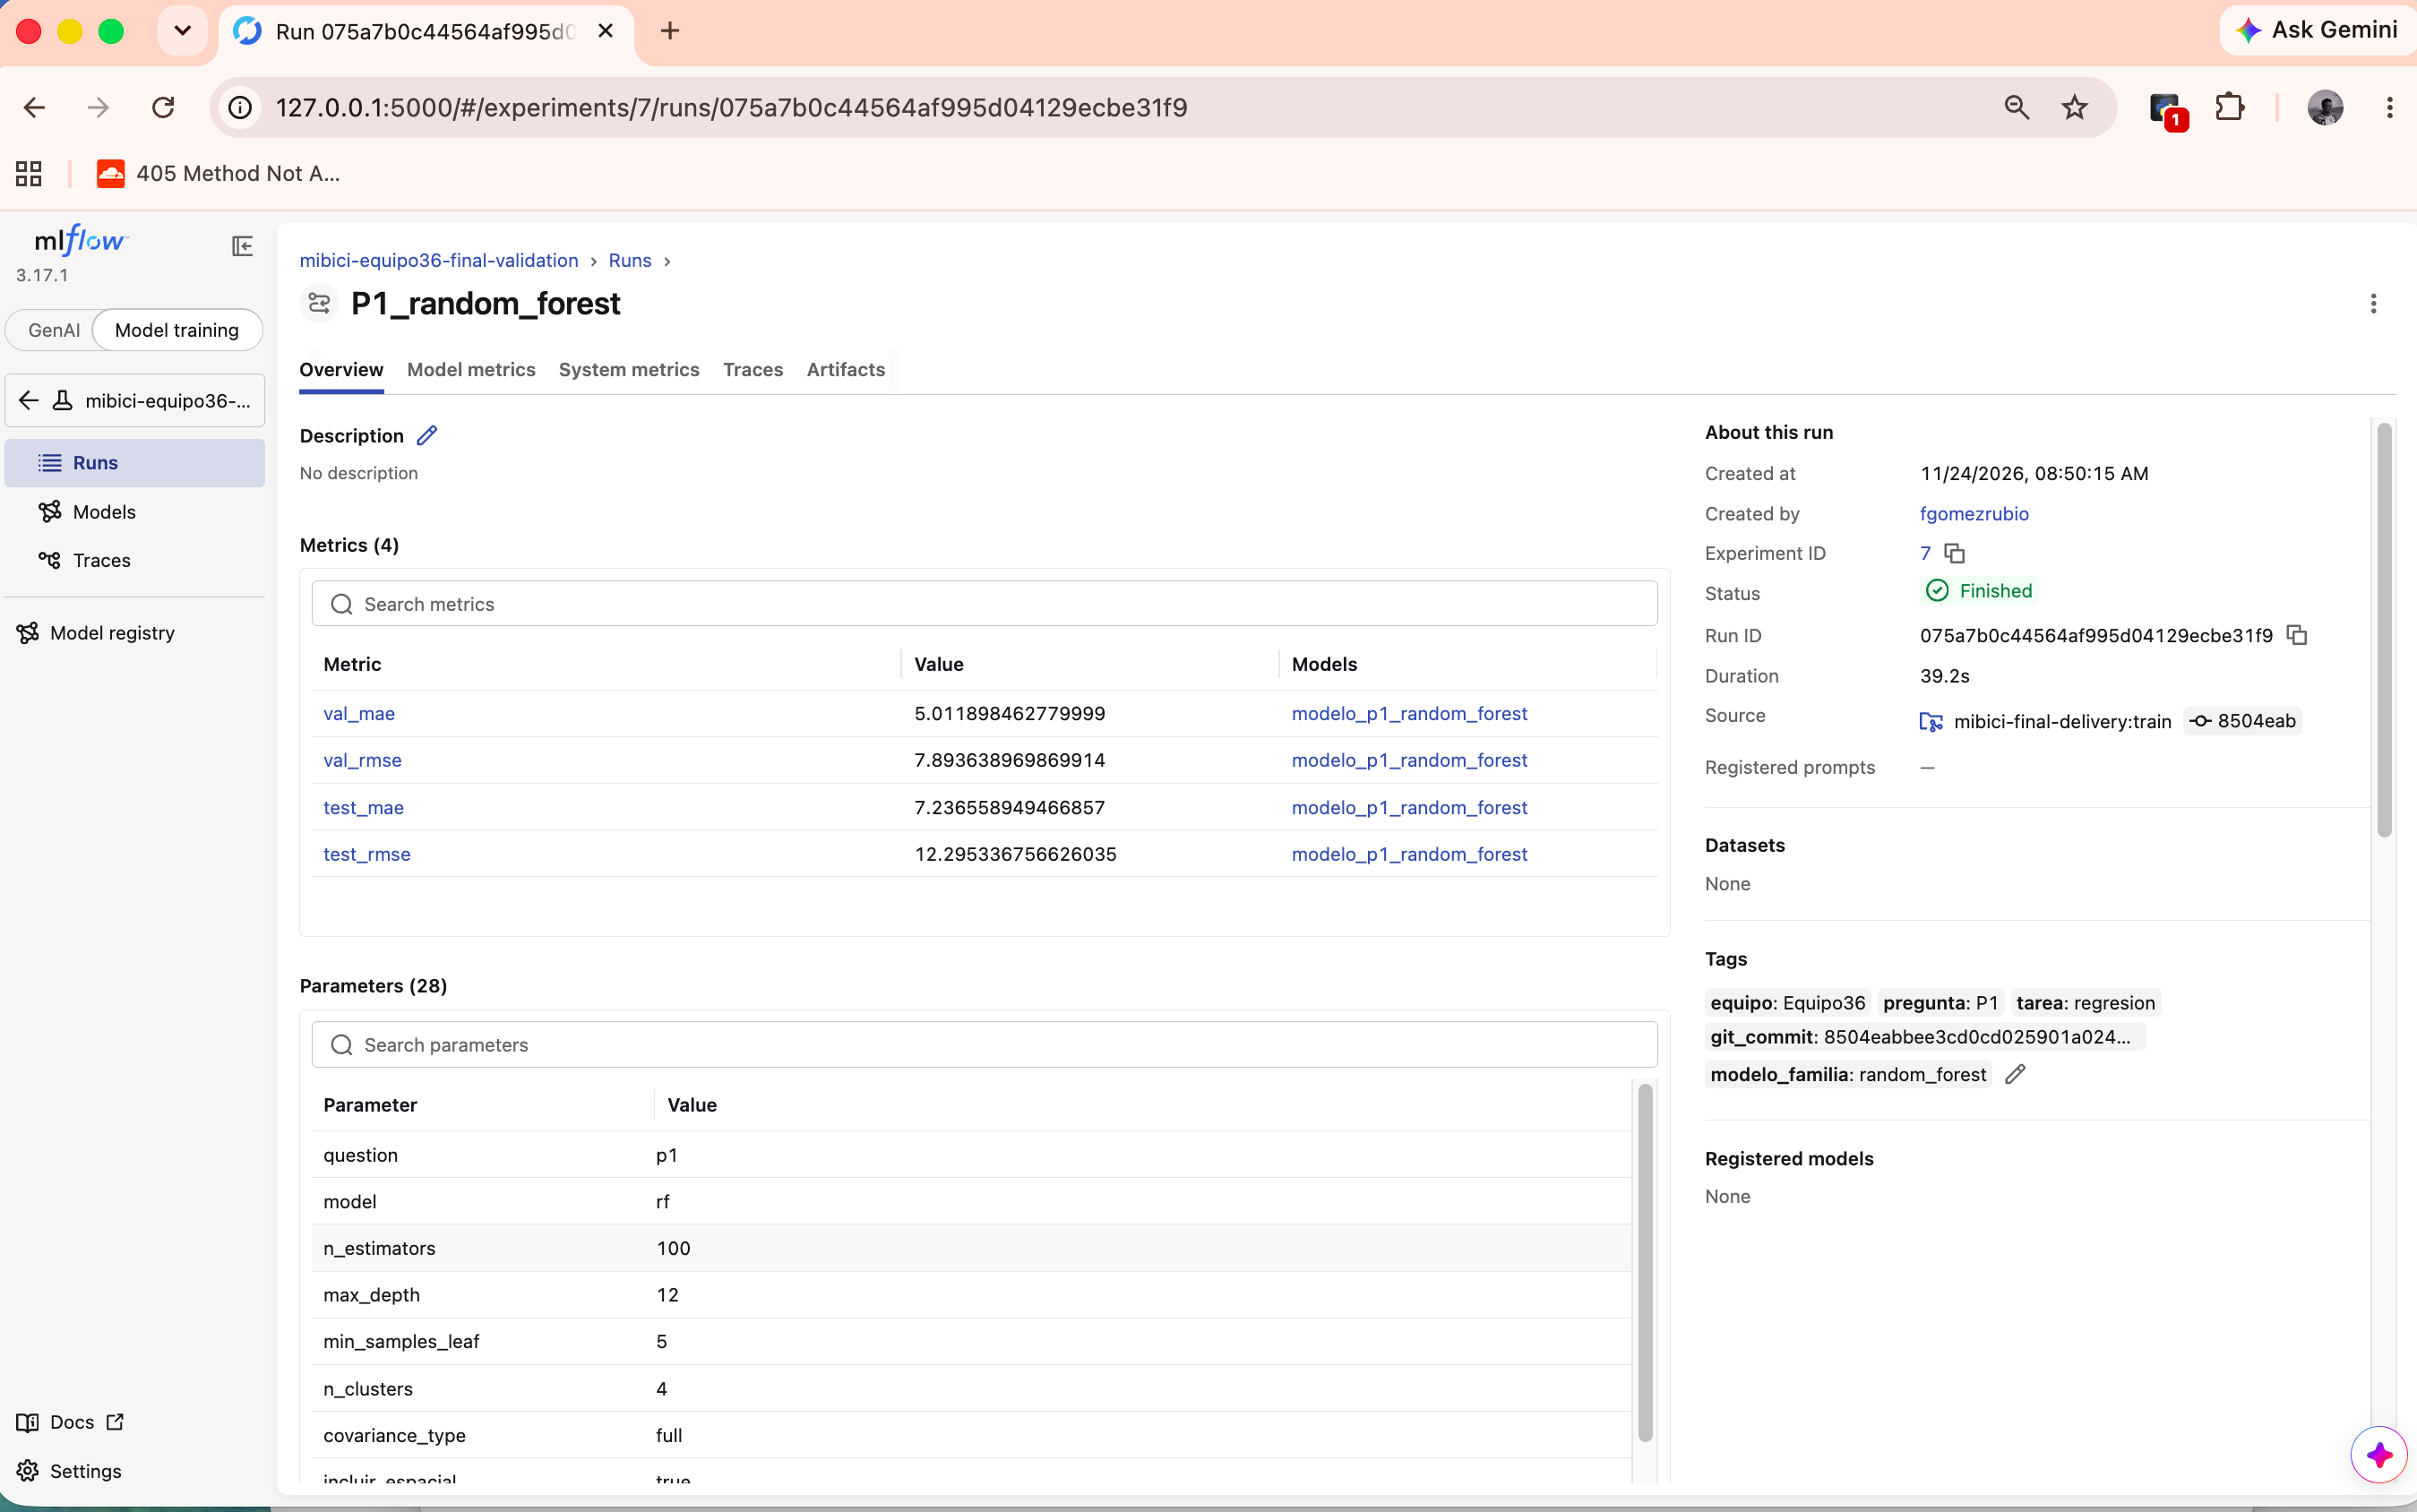 Run 075a7b0c44564af995d0
Ask Gemini
127.0.0.1:5000/#/experiments/7/runs/075a7b0c44564af995d04129ecbe31f9
1
405 Method Not A...
mlflow
3.17.1
GenAI
Model training
mibici-equipo36-...
Runs
Models
Traces
Model registry
Docs
Settings
mibici-equipo36-final-validation › Runs ›
P1_random_forest
Overview
Model metrics
System metrics
Traces
Artifacts
Description
No description
Metrics (4)
Search metrics
Metric Value Models
val_mae 5.011898462779999 modelo_p1_random_forest
val_rmse 7.893638969869914 modelo_p1_random_forest
test_mae 7.236558949466857 modelo_p1_random_forest
test_rmse 12.295336756626035 modelo_p1_random_forest
Parameters (28)
Search parameters
Parameter Value
question p1
model rf
n_estimators 100
max_depth 12
min_samples_leaf 5
n_clusters 4
covariance_type full
incluir_espacial true
About this run
Created at 11/24/2026, 08:50:15 AM
Created by fgomezrubio
Experiment ID 7
Status Finished
Run ID 075a7b0c44564af995d04129ecbe31f9
Duration 39.2s
Source mibici-final-delivery:train 8504eab
Registered prompts —
Datasets
None
Tags
equipo: Equipo36 pregunta: P1 tarea: regresion
git_commit: 8504eabbee3cd0cd025901a024...
modelo_familia: random_forest
Registered models
None